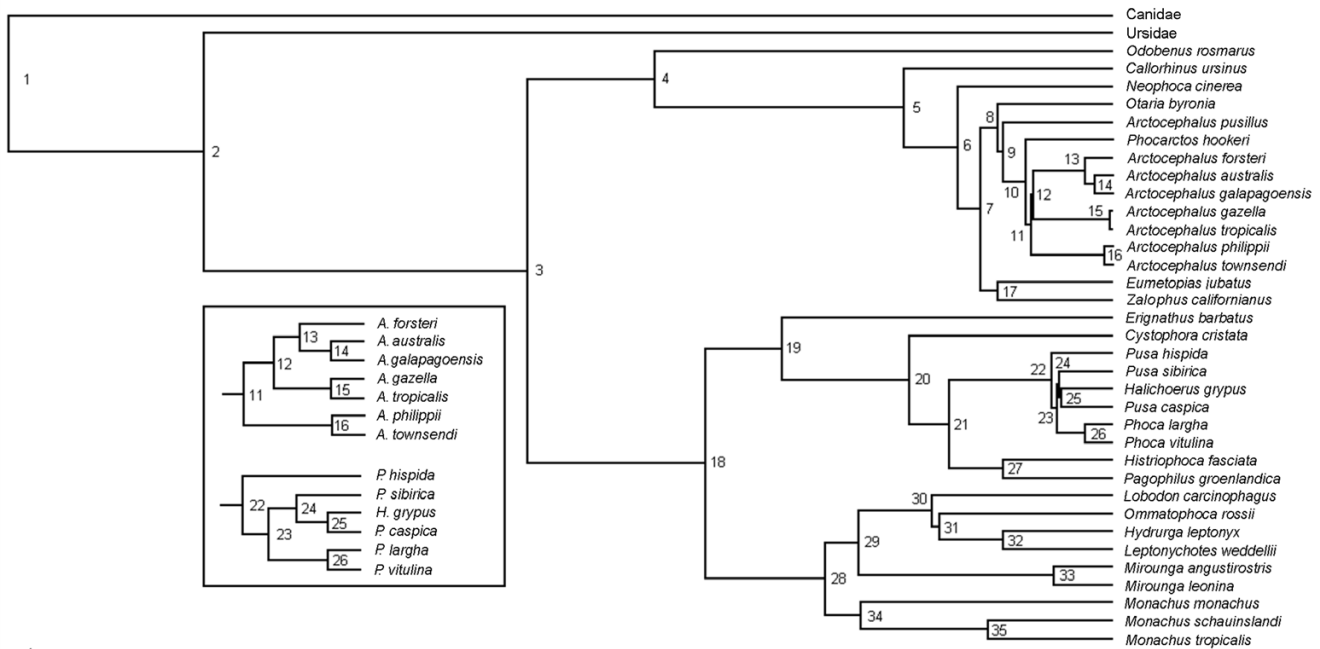 Canidae
Ursidae
Odobenus rosmarus
Callorhinus ursinus
Neophoca cinerea
Otaria byronia
Arctocephalus pusillus
Phocarctos hookeri
Arctocephalus forsteri
Arctocephalus australis
Arctocephalus galapagoensis
Arctocephalus gazella
Arctocephalus tropicalis
Arctocephalus philippii
Arctocephalus townsendi
Eumetopias jubatus
Zalophus californianus
Erignathus barbatus
Cystophora cristata
Pusa hispida
Pusa sibirica
Halichoerus grypus
Pusa caspica
Phoca largha
Phoca vitulina
Histriophoca fasciata
Pagophilus groenlandica
Lobodon carcinophagus
Ommatophoca rossii
Hydrurga leptonyx
Leptonychotes weddellii
Mirounga angustirostris
Mirounga leonina
Monachus monachus
Monachus schauinslandi
Monachus tropicalis
1
2
3
4
5
6
7
8
9
10
11
12
13
14
15
16
17
18
19
20
21
22
23
24
25
26
27
28
29
30
31
32
33
34
35
A. forsteri
A. australis
A. galapagoensis
A. gazella
A. tropicalis
A. philippii
A. townsendi
11
12
13
14
15
16
P. hispida
P. sibirica
H. grypus
P. caspica
P. largha
P. vitulina
22
23
24
25
26